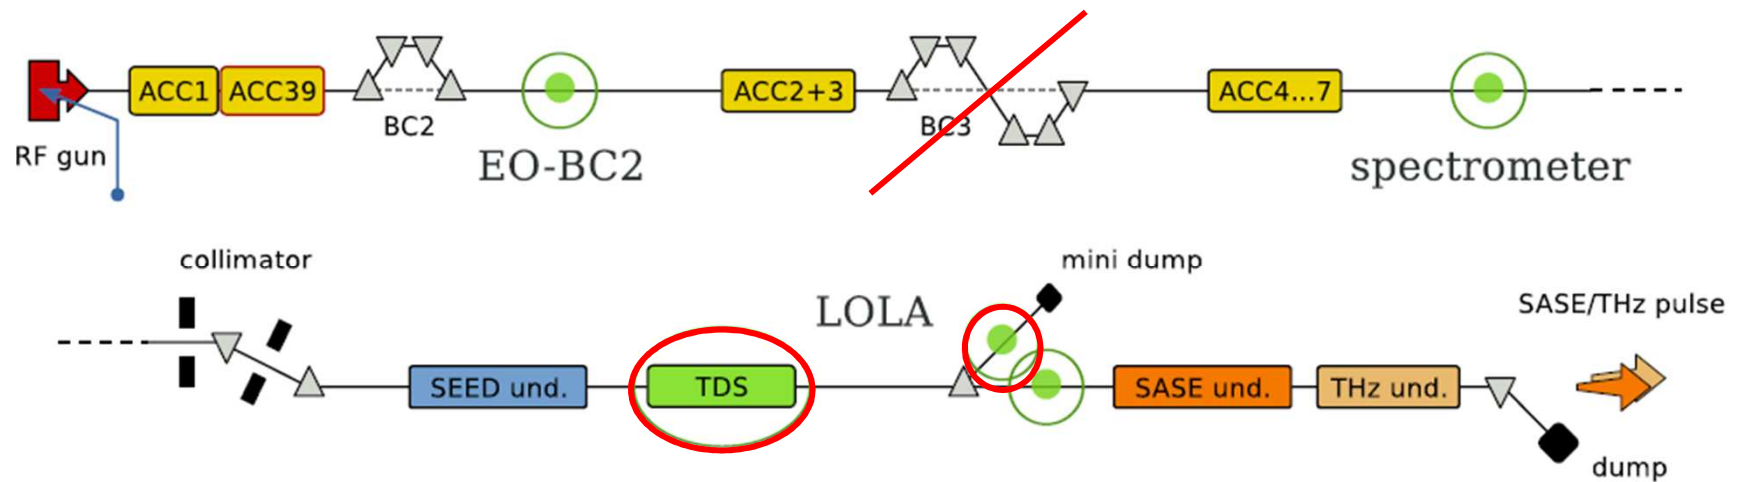 ACC1
ACC39
ACC2+3
ACC4...7
BC2
BC3
RF gun
EO-BC2
spectrometer
collimator
mini dump
LOLA
SASE/THz pulse
SEED und.
TDS
SASE und.
THz und.
dump